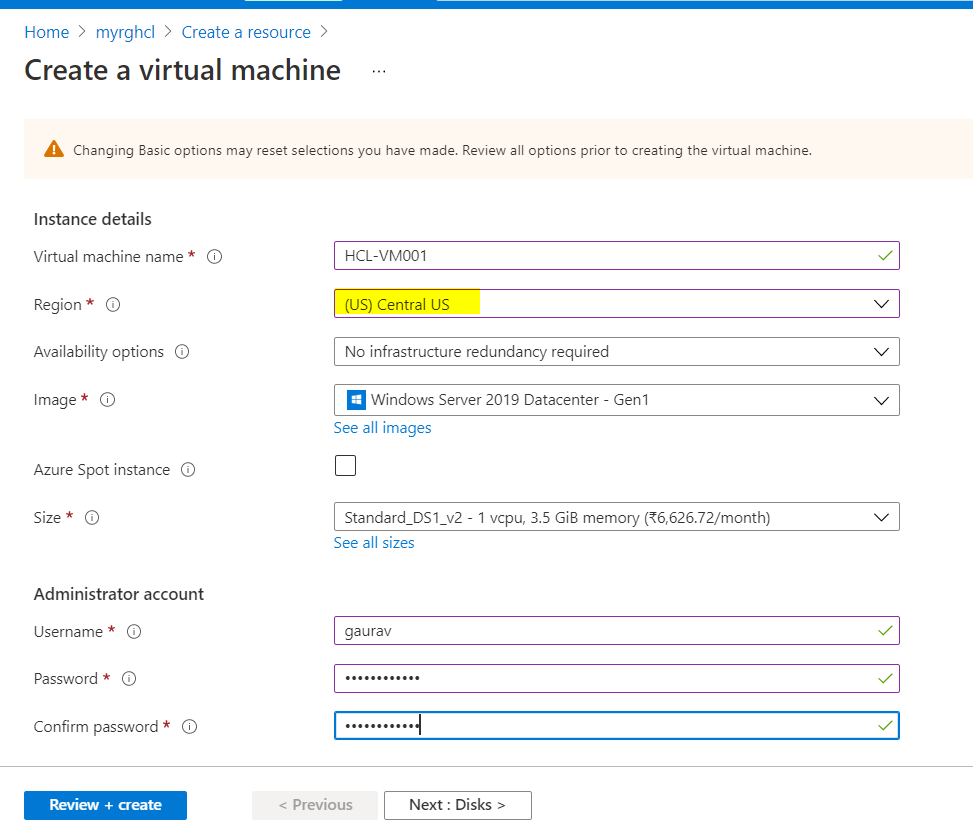 Home > myrghcl > Create a resource >
Create a virtual machine ...
Changing Basic options may reset selections you have made. Review all options prior to creating the virtual machine.
Instance details
Virtual machine name * HCL-VM001
Region * (US) Central US
Availability options No infrastructure redundancy required
Image * Windows Server 2019 Datacenter - Gen1
See all images
Azure Spot instance
Size * Standard_DS1_v2 - 1 vcpu, 3.5 GiB memory (₹6,626.72/month)
See all sizes
Administrator account
Username * gaurav
Password * ••••••••••••
Confirm password * ••••••••••••
Review + create < Previous Next : Disks >